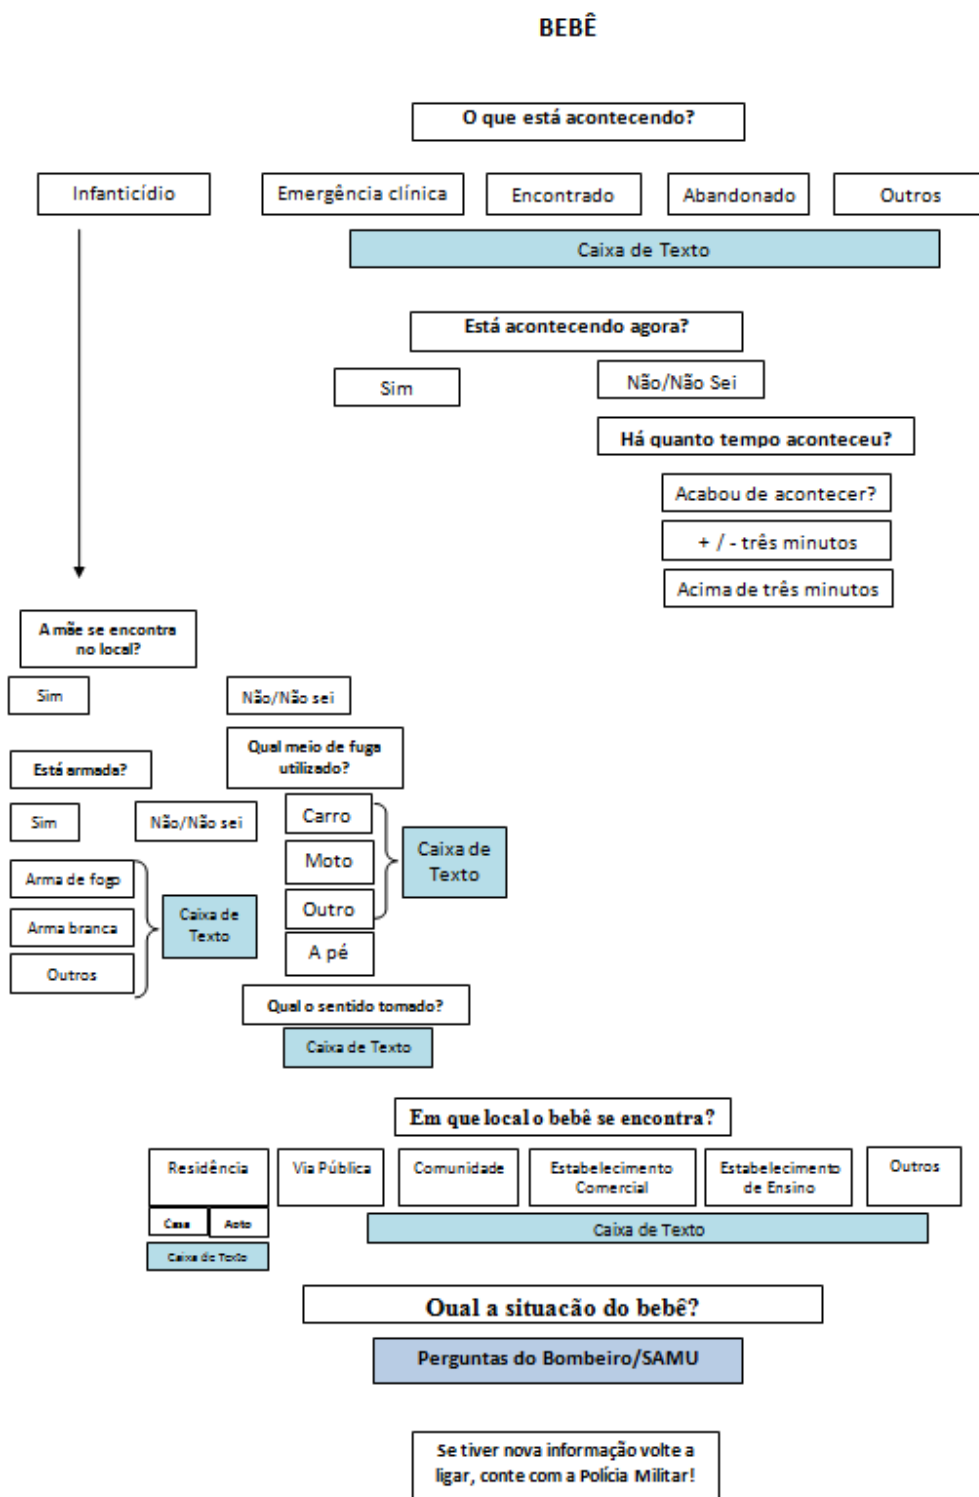 BEBÊ
O que está acontecendo?
Infanticídio
Emergência clínica
Encontrado
Abandonado
Outros
Caixa de Texto
Está acontecendo agora?
Sim
Não/Não Sei
Há quanto tempo aconteceu?
Acabou de acontecer?
+ / - três minutos
Acima de três minutos
A mãe se encontra
no local?
Sim
Não/Não sei
Qual meio de fuga
utilizado?
Está armada?
Sim
Não/Não sei
Carro
Moto
Outro
A pé
Caixa de
Texto
Arma de fogo
Arma branca
Outros
Caixa de
Texto
Qual o sentido tomado?
Caixa de Texto
Em que local o bebê se encontra?
Residência
Via Pública
Comunidade
Estabelecimento
Comercial
Estabelecimento
de Ensino
Outros
Casa
Apto
Caixa de Texto
Caixa de Texto
Qual a situacão do bebê?
Perguntas do Bombeiro/SAMU
Se tiver nova informação volte a
ligar, conte com a Polícia Militar!